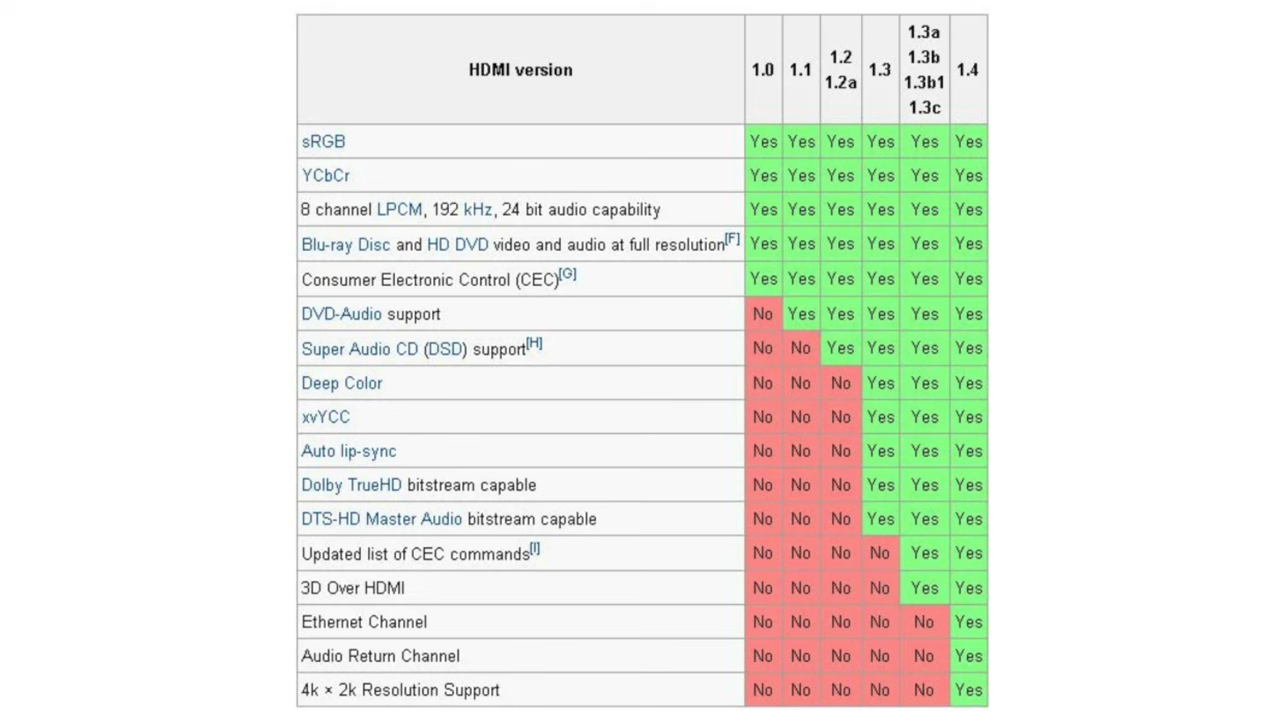 HDMI version 1.0 1.1 1.2 1.2a 1.3 1.3a 1.3b 1.3b1 1.3c 1.4
sRGB Yes Yes Yes Yes Yes Yes
YCbCr Yes Yes Yes Yes Yes Yes
8 channel LPCM, 192 kHz, 24 bit audio capability Yes Yes Yes Yes Yes Yes
Blu-ray Disc and HD DVD video and audio at full resolution[F] Yes Yes Yes Yes Yes Yes
Consumer Electronic Control (CEC)[G] Yes Yes Yes Yes Yes Yes
DVD-Audio support No Yes Yes Yes Yes Yes
Super Audio CD (DSD) support[H] No No Yes Yes Yes Yes
Deep Color No No No Yes Yes Yes
xvYCC No No No Yes Yes Yes
Auto lip-sync No No No Yes Yes Yes
Dolby TrueHD bitstream capable No No No Yes Yes Yes
DTS-HD Master Audio bitstream capable No No No Yes Yes Yes
Updated list of CEC commands[I] No No No No Yes Yes
3D Over HDMI No No No No Yes Yes
Ethernet Channel No No No No No Yes
Audio Return Channel No No No No No Yes
4k × 2k Resolution Support No No No No No Yes